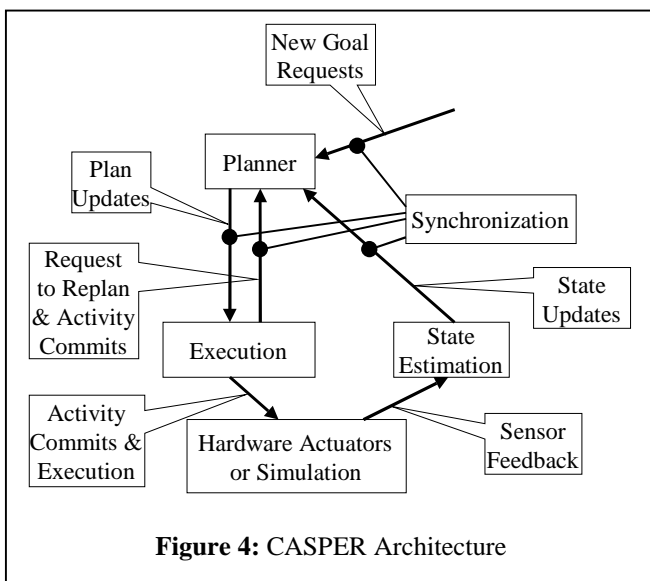 New Goal
Requests
Planner
Plan
Updates
Synchronization
Request
to Replan
& Activity
Commits
State
Updates
Execution
State
Estimation
Activity
Commits &
Execution
Hardware Actuators
or Simulation
Sensor
Feedback
Figure 4: CASPER Architecture